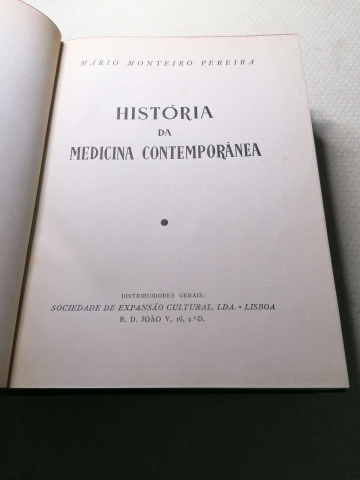 MÁRIO MONTEIRO PEREIRA
HISTÓRIA
DA
MEDICINA CONTEMPORÂNEA
DISTRIBUIDORES GERAIS:
SOCIEDADE DE EXPANSÃO CULTURAL, LDA. • LISBOA
R. D. JOÃO V, 16, 2.º-D.